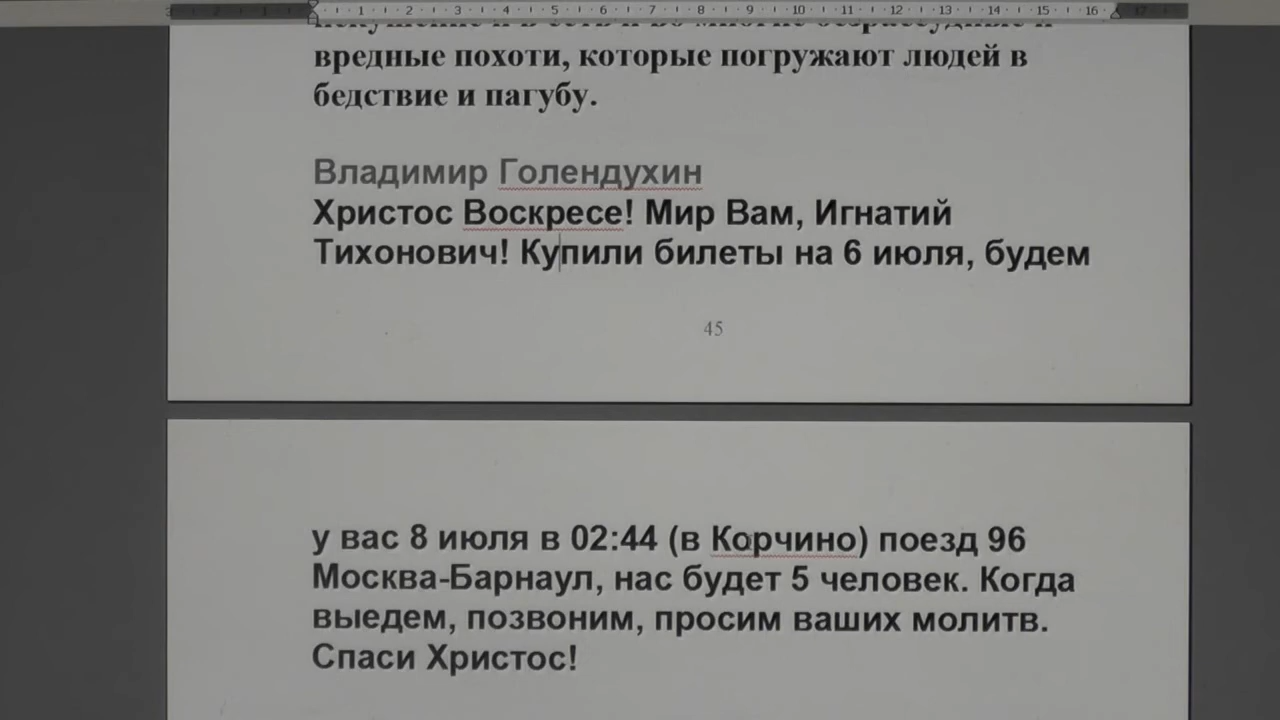 вредные похоти, которые погружают людей в
бедствие и пагубу.
Владимир Голендухин
Христос Воскресе! Мир Вам, Игнатий
Тихонович! Купили билеты на 6 июля, будем
45
у вас 8 июля в 02:44 (в Корчино) поезд 96
Москва-Барнаул, нас будет 5 человек. Когда
выедем, позвоним, просим ваших молитв.
Спаси Христос!